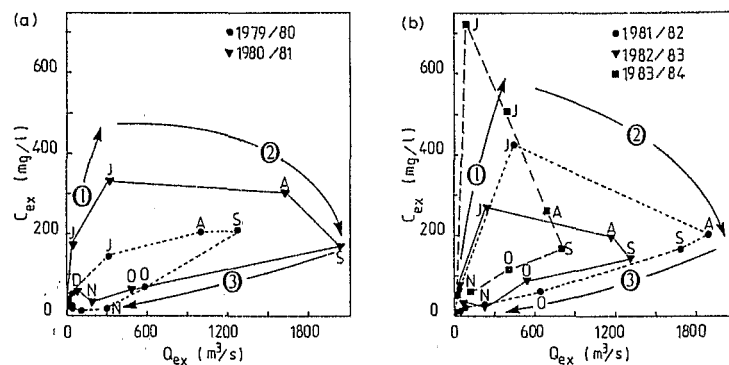 (a)
• 1979/80
▼ 1980/81
600
400
200
0
C_ex (mg/l)
J
J
A
S
J
A
S
D
N
O
O
N
①
②
③
0 600 1200 1800
Q_ex (m³/s)
(b)
• 1981/82
▼ 1982/83
■ 1983/84
600
400
200
0
C_ex (mg/l)
J
J
J
J
A
A
A
S
S
S
O
O
O
N
①
②
③
0 600 1200 1800
Q_ex (m³/s)